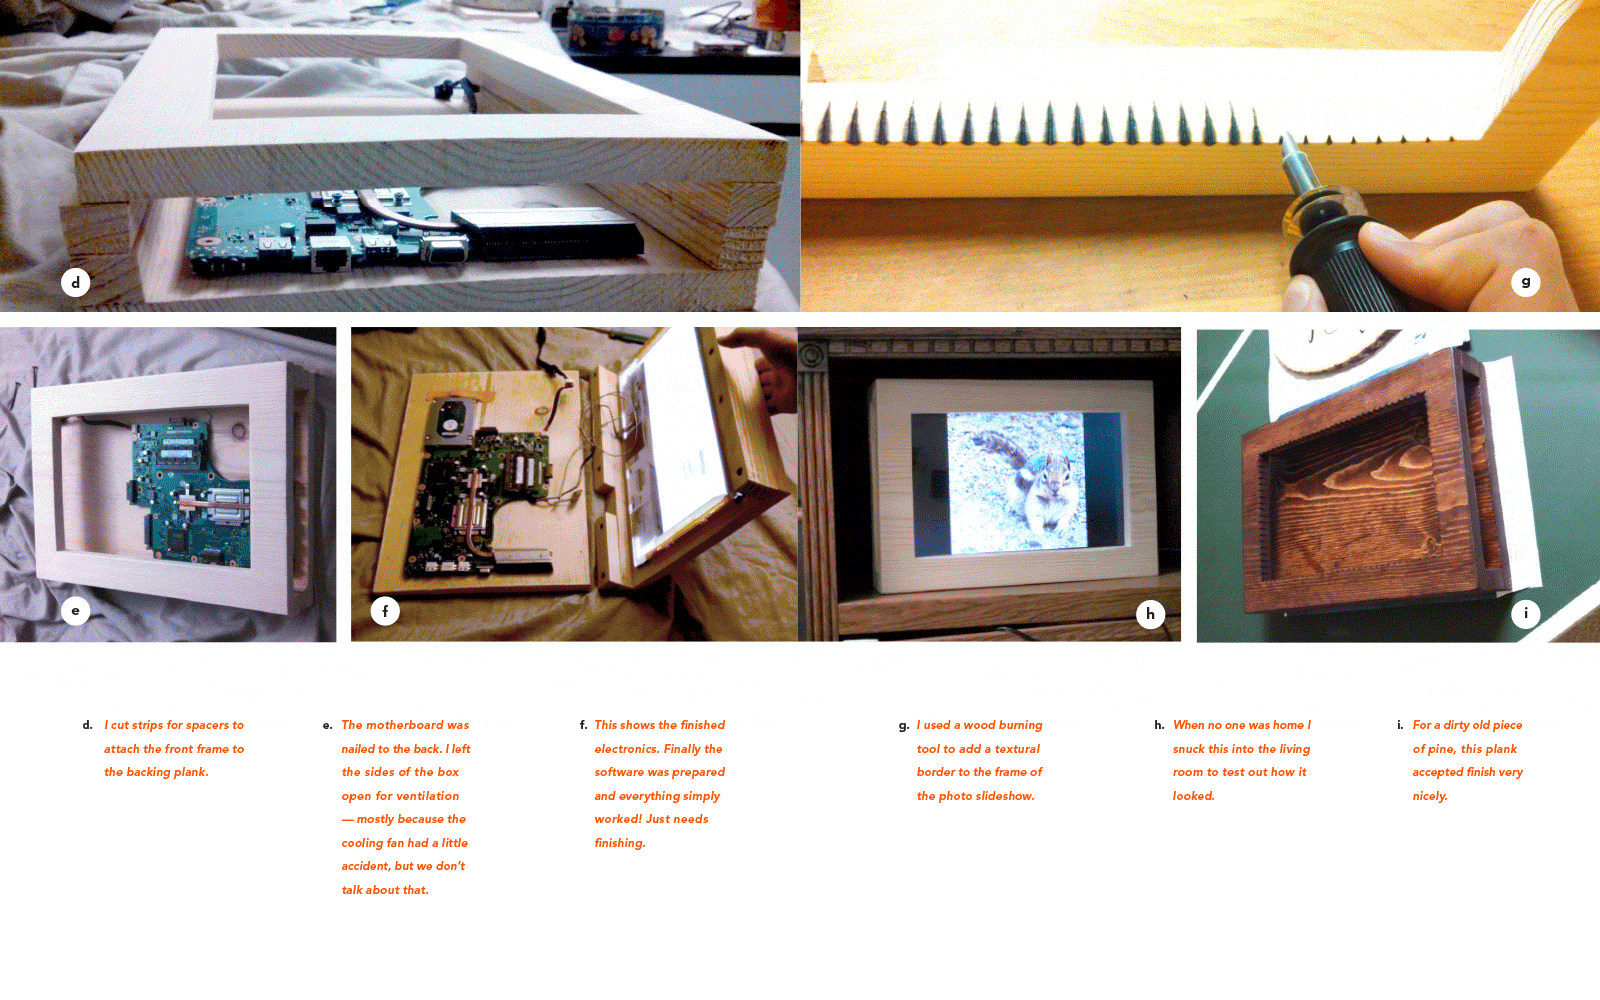 d
g
e
f
h
i
d. I cut strips for spacers to
attach the front frame to
the backing plank.
e. The motherboard was
nailed to the back. I left
the sides of the box
open for ventilation
— mostly because the
cooling fan had a little
accident, but we don't
talk about that.
f. This shows the finished
electronics. Finally the
software was prepared
and everything simply
worked! Just needs
finishing.
g. I used a wood burning
tool to add a textural
border to the frame of
the photo slideshow.
h. When no one was home I
snuck this into the living
room to test out how it
looked.
i. For a dirty old piece
of pine, this plank
accepted finish very
nicely.